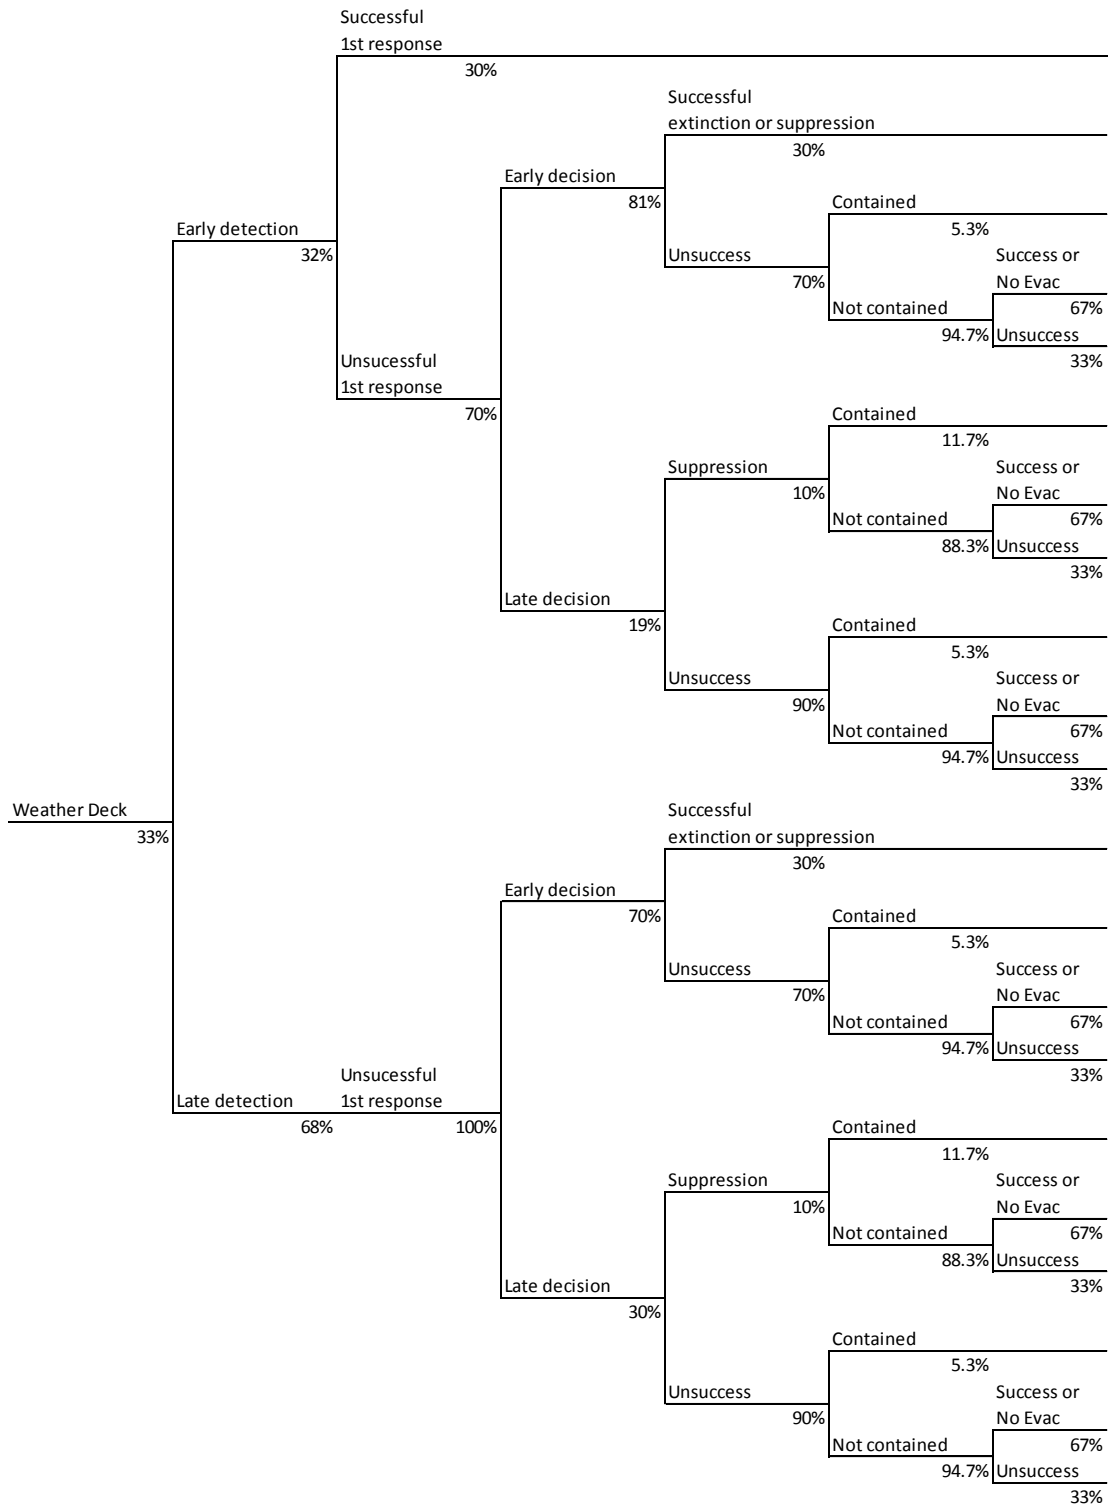 Successful
1st response
30%
Successful
extinction or suppression
30%
Early decision
81%
Contained
5.3%
Early detection
32%
Unsuccess
70%
Success or
No Evac
67%
Not contained
94.7%
Unsuccess
33%
Unsucessful
1st response
70%
Contained
11.7%
Suppression
10%
Success or
No Evac
67%
Not contained
88.3%
Unsuccess
33%
Late decision
19%
Contained
5.3%
Unsuccess
90%
Success or
No Evac
67%
Not contained
94.7%
Unsuccess
33%
Weather Deck
33%
Successful
extinction or suppression
30%
Early decision
70%
Contained
5.3%
Unsuccess
70%
Success or
No Evac
67%
Not contained
94.7%
Unsuccess
33%
Late detection
68%
Unsucessful
1st response
100%
Contained
11.7%
Suppression
10%
Success or
No Evac
67%
Not contained
88.3%
Unsuccess
33%
Late decision
30%
Contained
5.3%
Unsuccess
90%
Success or
No Evac
67%
Not contained
94.7%
Unsuccess
33%